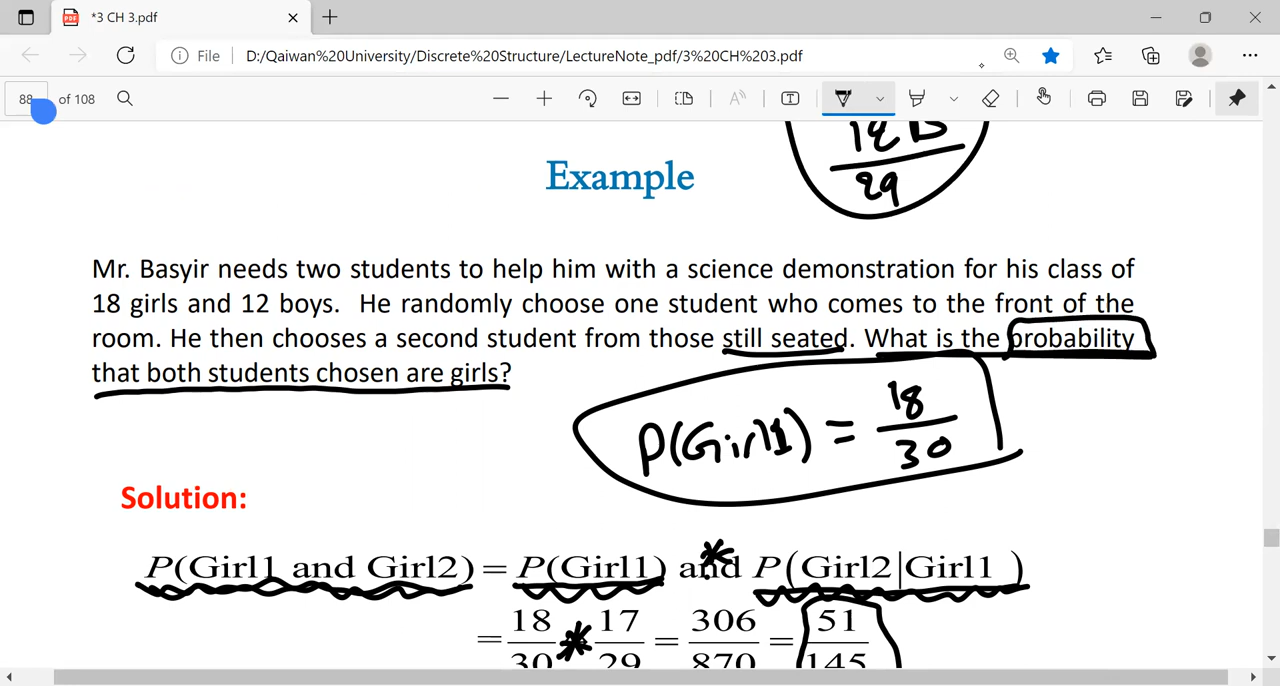 *3 CH 3.pdf
File D:/Qaiwan%20University/Discrete%20Structure/LectureNote_pdf/3%20CH%203.pdf
88 of 108
29
Example
Mr. Basyir needs two students to help him with a science demonstration for his class of
18 girls and 12 boys. He randomly choose one student who comes to the front of the
room. He then chooses a second student from those still seated. What is the probability
that both students chosen are girls?
P(Girl1) = 18/30
Solution:
P(Girl1 and Girl2) = P(Girl1) and * P(Girl2|Girl1 )
= 18/30 * 17/29 = 306/870 = 51/145